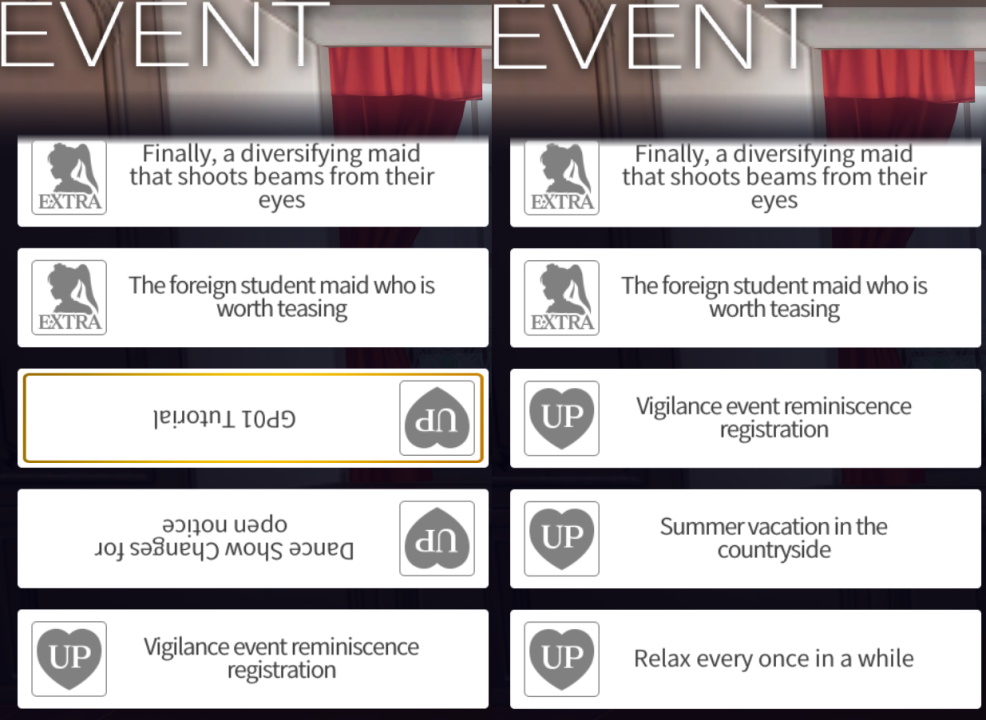 EVENT
Finally, a diversifying maid
that shoots beams from their
eyes
EXTRA
The foreign student maid who is
worth teasing
EXTRA
GP01 Tutorial
UP
Dance Show Changes for
open notice
UP
Vigilance event reminiscence
registration
UP
EVENT
Finally, a diversifying maid
that shoots beams from their
eyes
EXTRA
The foreign student maid who is
worth teasing
EXTRA
Vigilance event reminiscence
registration
UP
Summer vacation in the
countryside
UP
Relax every once in a while
UP